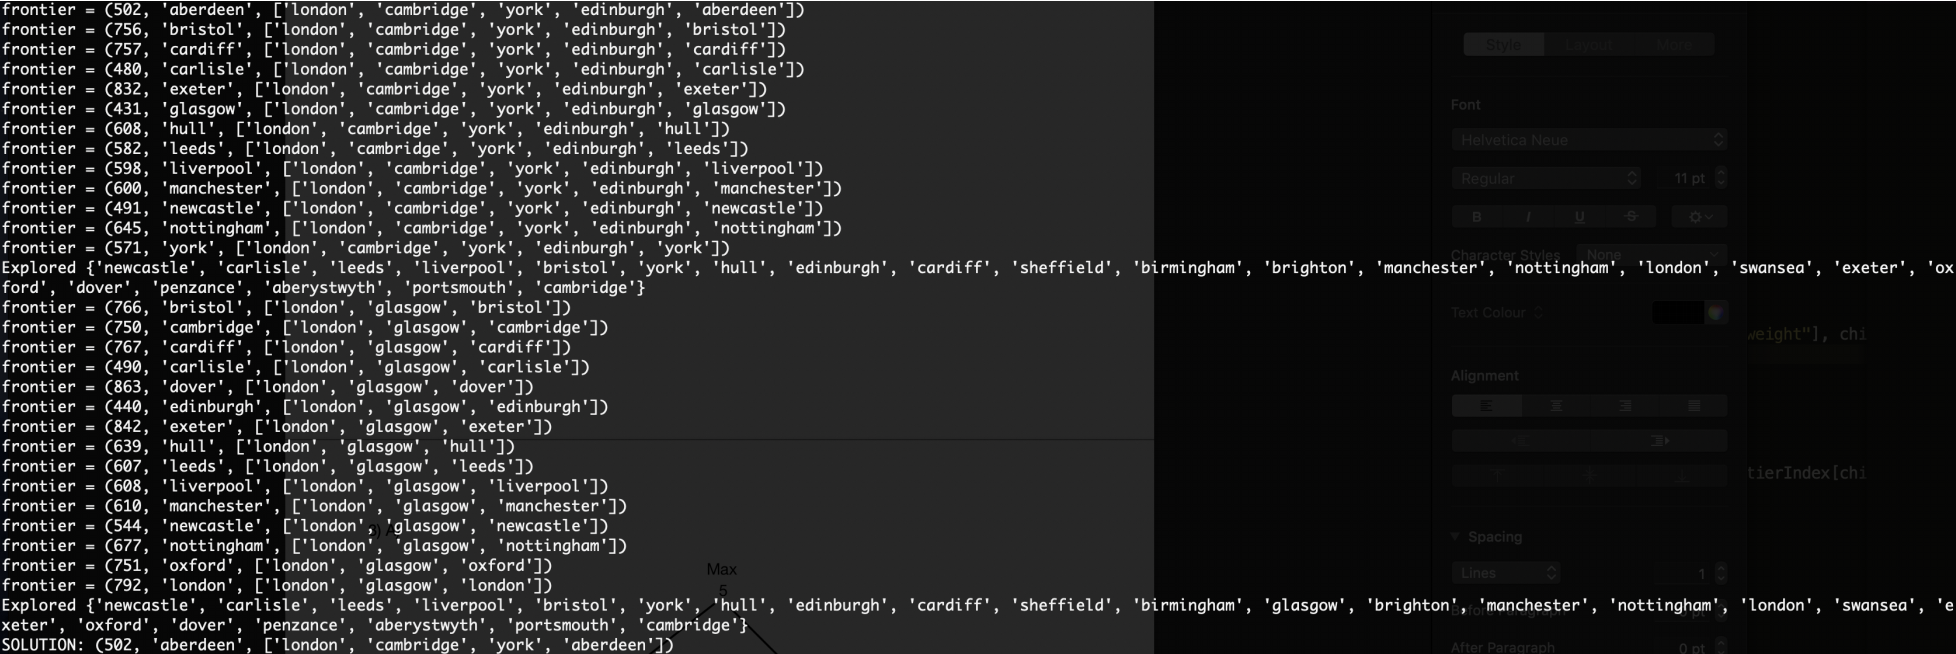 frontier = (502, 'aberdeen', ['london', 'cambridge', 'york', 'edinburgh', 'aberdeen'])
frontier = (756, 'bristol', ['london', 'cambridge', 'york', 'edinburgh', 'bristol'])
frontier = (757, 'cardiff', ['london', 'cambridge', 'york', 'edinburgh', 'cardiff'])
frontier = (480, 'carlisle', ['london', 'cambridge', 'york', 'edinburgh', 'carlisle'])
frontier = (832, 'exeter', ['london', 'cambridge', 'york', 'edinburgh', 'exeter'])
frontier = (431, 'glasgow', ['london', 'cambridge', 'york', 'edinburgh', 'glasgow'])
frontier = (608, 'hull', ['london', 'cambridge', 'york', 'edinburgh', 'hull'])
frontier = (582, 'leeds', ['london', 'cambridge', 'york', 'edinburgh', 'leeds'])
frontier = (598, 'liverpool', ['london', 'cambridge', 'york', 'edinburgh', 'liverpool'])
frontier = (600, 'manchester', ['london', 'cambridge', 'york', 'edinburgh', 'manchester'])
frontier = (491, 'newcastle', ['london', 'cambridge', 'york', 'edinburgh', 'newcastle'])
frontier = (645, 'nottingham', ['london', 'cambridge', 'york', 'edinburgh', 'nottingham'])
frontier = (571, 'york', ['london', 'cambridge', 'york', 'edinburgh', 'york'])
Explored {'newcastle', 'carlisle', 'leeds', 'liverpool', 'bristol', 'york', 'hull', 'edinburgh', 'cardiff', 'sheffield', 'birmingham', 'brighton', 'manchester', 'nottingham', 'london', 'swansea', 'exeter', 'ox
ford', 'dover', 'penzance', 'aberystwyth', 'portsmouth', 'cambridge'}
frontier = (766, 'bristol', ['london', 'glasgow', 'bristol'])
frontier = (750, 'cambridge', ['london', 'glasgow', 'cambridge'])
frontier = (767, 'cardiff', ['london', 'glasgow', 'cardiff'])
frontier = (490, 'carlisle', ['london', 'glasgow', 'carlisle'])
frontier = (863, 'dover', ['london', 'glasgow', 'dover'])
frontier = (440, 'edinburgh', ['london', 'glasgow', 'edinburgh'])
frontier = (842, 'exeter', ['london', 'glasgow', 'exeter'])
frontier = (639, 'hull', ['london', 'glasgow', 'hull'])
frontier = (607, 'leeds', ['london', 'glasgow', 'leeds'])
frontier = (608, 'liverpool', ['london', 'glasgow', 'liverpool'])
frontier = (610, 'manchester', ['london', 'glasgow', 'manchester'])
frontier = (544, 'newcastle', ['london', 'glasgow', 'newcastle'])
frontier = (677, 'nottingham', ['london', 'glasgow', 'nottingham'])
frontier = (751, 'oxford', ['london', 'glasgow', 'oxford'])
frontier = (792, 'london', ['london', 'glasgow', 'london'])
Explored {'newcastle', 'carlisle', 'leeds', 'liverpool', 'bristol', 'york', 'hull', 'edinburgh', 'cardiff', 'sheffield', 'birmingham', 'glasgow', 'brighton', 'manchester', 'nottingham', 'london', 'swansea', 'e
xeter', 'oxford', 'dover', 'penzance', 'aberystwyth', 'portsmouth', 'cambridge'}
SOLUTION: (502, 'aberdeen', ['london', 'cambridge', 'york', 'aberdeen'])
Max
5
Style Layout More
Font
Helvetica Neue
Regular 11 pt
B I U S
Character Styles None
Text Colour
weight"], chi
Alignment
tierIndex[chi
Spacing
Lines 1
Before Paragraph 0 pt
After Paragraph 0 pt